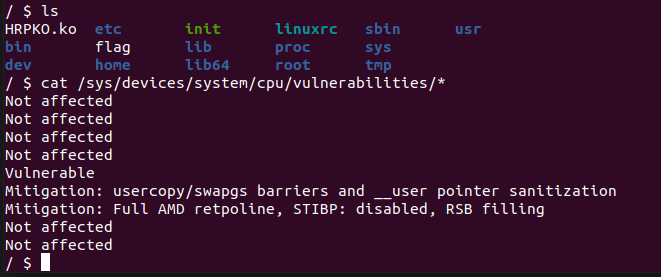 / $ ls
HRPKO.ko etc init linuxrc sbin usr
bin flag lib proc sys
dev home lib64 root tmp
/ $ cat /sys/devices/system/cpu/vulnerabilities/*
Not affected
Not affected
Not affected
Not affected
Vulnerable
Mitigation: usercopy/swapgs barriers and __user pointer sanitization
Mitigation: Full AMD retpoline, STIBP: disabled, RSB filling
Not affected
Not affected
/ $